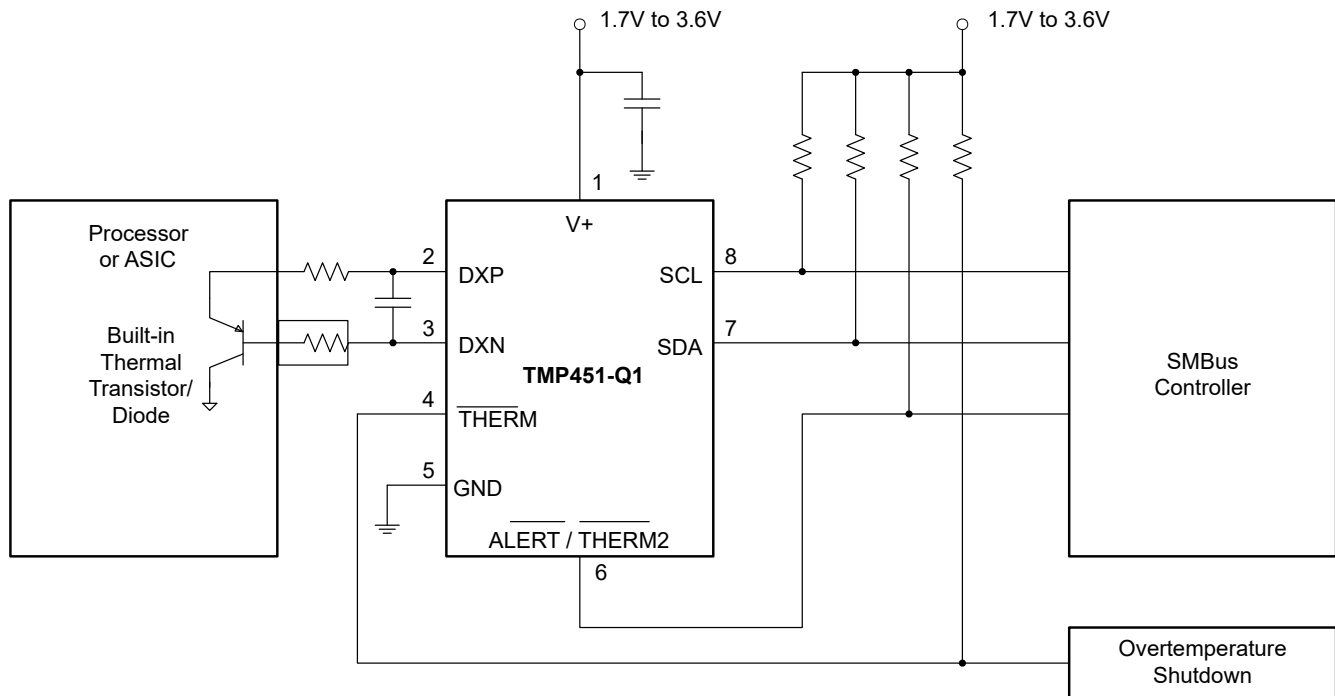 1.7V to 3.6V
1.7V to 3.6V
1
Processor
or ASIC
V+
2
DXP
SCL
8
Built-in
Thermal
Transistor/
Diode
3
DXN
SDA
7
TMP451-Q1
SMBus
Controller
4
THERM
5
GND
ALERT / THERM2
6
Overtemperature
Shutdown